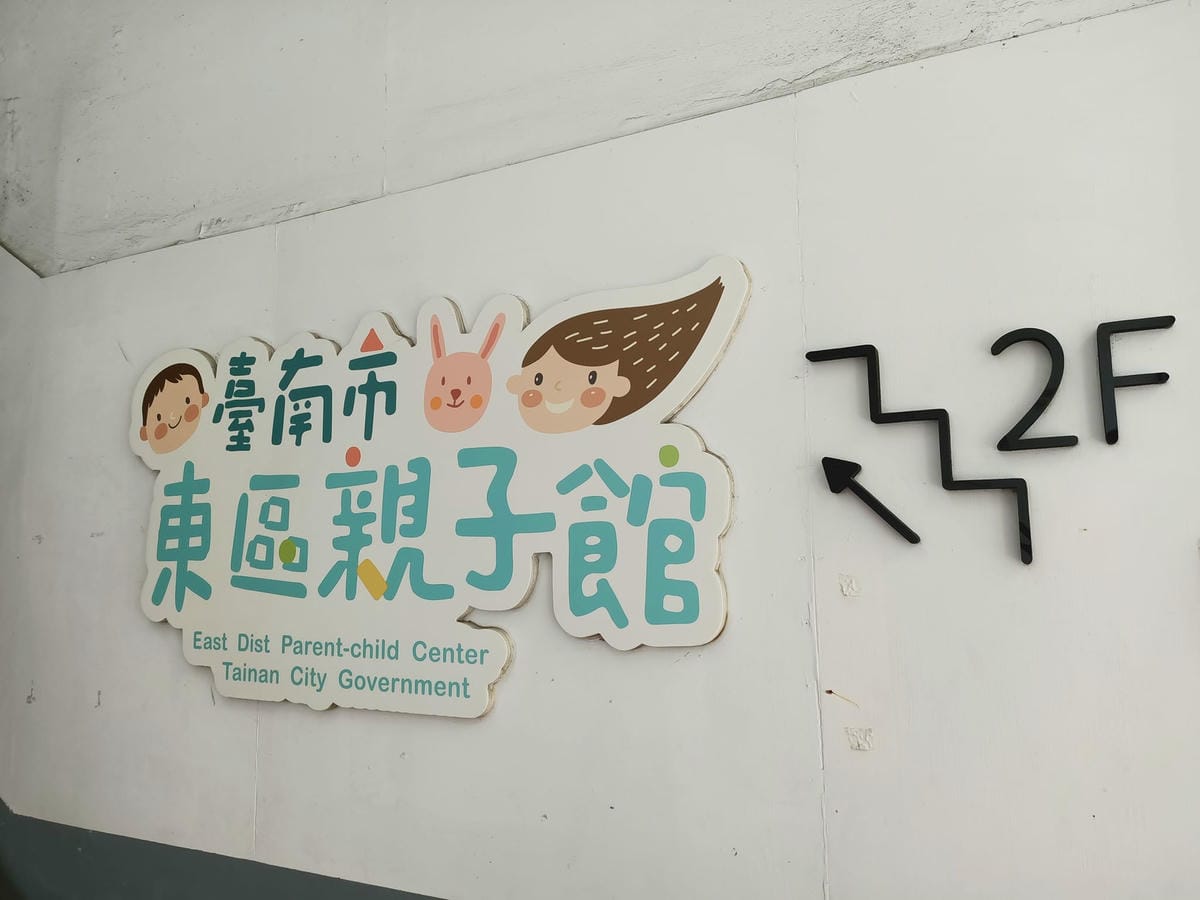 臺南市
東區親子館
East Dist Parent-child Center
Tainan City Government
2F